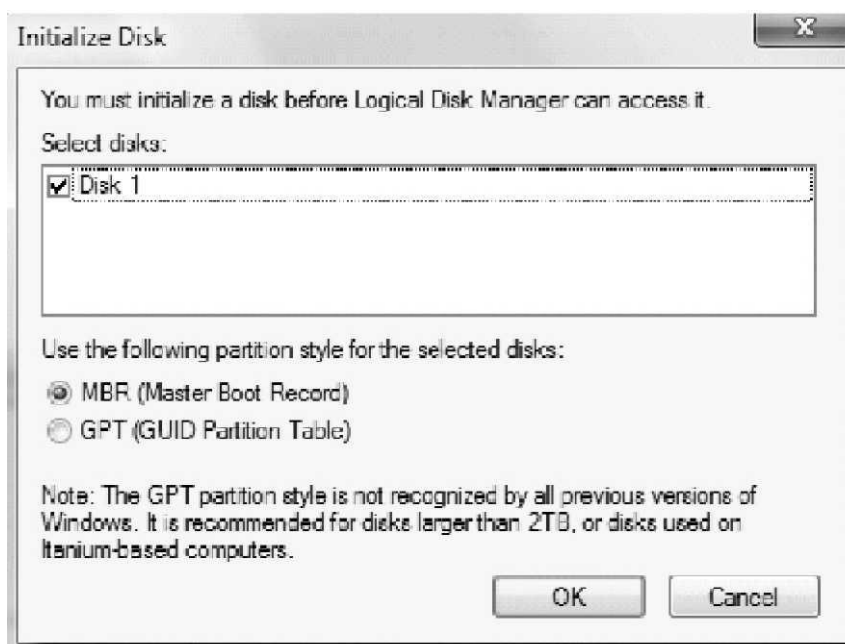 Initialize Disk
X
You must initialize a disk before Logical Disk Manager can access it.
Select disks:
Disk 1
Use the following partition style for the selected disks:
MBR (Master Boot Record)
GPT (GUID Partition Table)
Note: The GPT partition style is not recognized by all previous versions of
Windows. It is recommended for disks larger than 2TB, or disks used on
Itanium-based computers.
OK Cancel